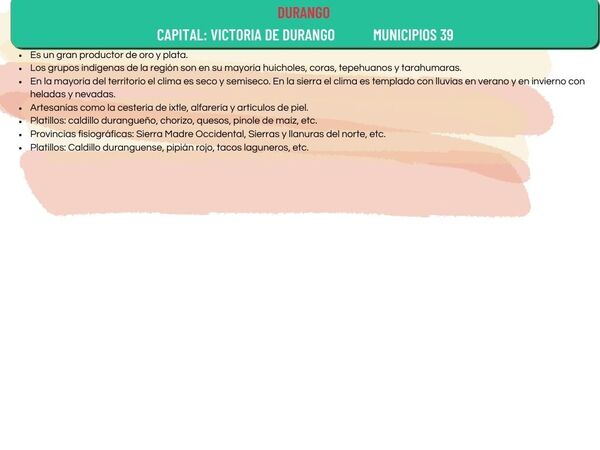 DURANGO
CAPITAL: VICTORIA DE DURANGO MUNICIPIOS 39
• Es un gran productor de oro y plata.
• Los grupos indígenas de la región son en su mayoría huicholes, coras, tepehuanos y tarahumaras.
• En la mayoría del territorio el clima es seco y semiseco. En la sierra el clima es templado con lluvias en verano y en invierno con
heladas y nevadas.
• Artesanías como la cestería de ixtle, alfarería y artículos de piel.
• Platillos: caldillo durangueño, chorizo, quesos, pinole de maíz, etc.
• Provincias fisiográficas: Sierra Madre Occidental, Sierras y llanuras del norte, etc.
• Platillos: Caldillo duranguense, pipián rojo, tacos laguneros, etc.